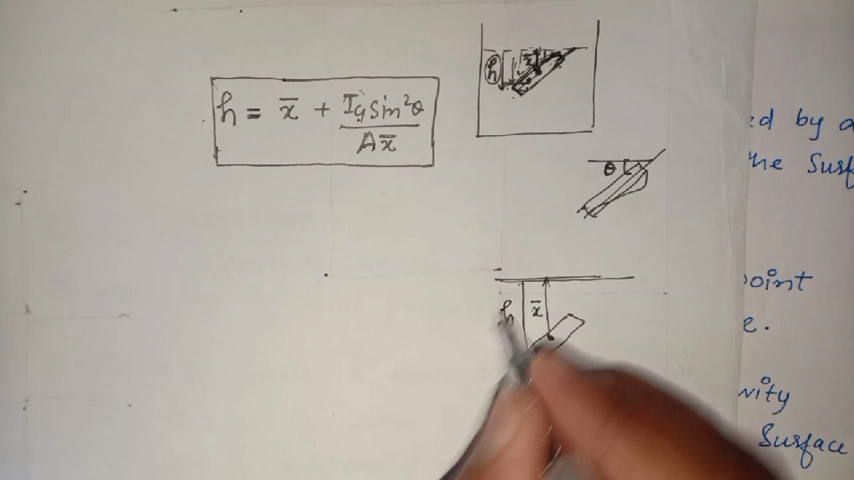 h = x̄ + I_G Sin²θ / A x̄
h x̄
θ
h x̄
ed by a
he Surf
oint
e.
vity
Surface